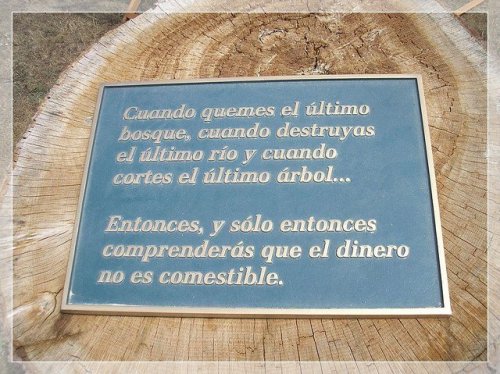 Cuando quemes el último
bosque, cuando destruyas
el último río y cuando
cortes el último árbol...
Entonces, y sólo entonces
comprenderás que el dinero
no es comestible.